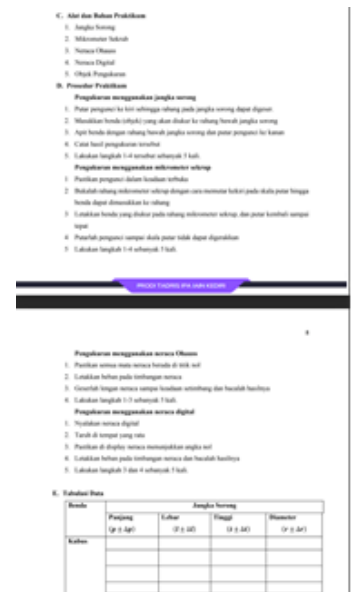 C. Alat dan Bahan Praktikum
1. Jangka Sorong
2. Mikrometer Sekrub
3. Neraca Ohauss
4. Neraca Digital
5. Objek Pengukuran
D. Prosedur Praktikum
Pengukuran menggunakan jangka sorong
1. Putar pengunci ke kiri sehingga rahang pada jangka sorong dapat digeser.
2. Masukkan benda (objek) yang akan diukur ke rahang bawah jangka sorong
3. Apit benda dengan rahang bawah jangka sorong dan putar pengunci ke kanan
4. Catat hasil pengukuran tersebut
5. Lakukan langkah 1-4 tersebut sebanyak 5 kali.
Pengukuran menggunakan mikrometer sekrup
1 Pastikan pengunci dalam keadaan terbuka
2 Bukalah rahang mikrometer sekrup dengan cara memutar kekiri pada skala putar hingga
benda dapat dimasukkan ke rahang
3 Letakkan benda yang diukur pada rahang mikrometer sekrup, dan putar kembali sampai
tepat
4 Putarlah pengunci sampai skala putar tidak dapat digerakkan
5 Lakukan langkah 1-4 sebanyak 5 kali.
PRODI TADRIS IPA IAIN KEDIRI
Pengukuran menggunakan neraca Ohauss
1. Pastikan semua mata neraca berada di titik nol
2. Letakkan beban pada timbangan neraca
3. Geserlah lengan neraca sampai keadaan setimbang dan bacalah hasilnya
4. Lakukan langkah 1-3 sebanyak 5 kali.
Pengukuran menggunakan neraca digital
1. Nyalakan neraca digital
2. Taruh di tempat yang rata
3. Pastikan di display neraca menunjukkan angka nol
4. Letakkan beban pada timbangan neraca dan bacalah hasilnya
5. Lakukan langkah 3 dan 4 sebanyak 5 kali.
E. Tabulasi Data
Benda Jangka Sorong
Panjang Lebar Tinggi Diameter
(p ± Δp) (l ± Δl) (t ± Δt) (r ± Δr)
Kubus